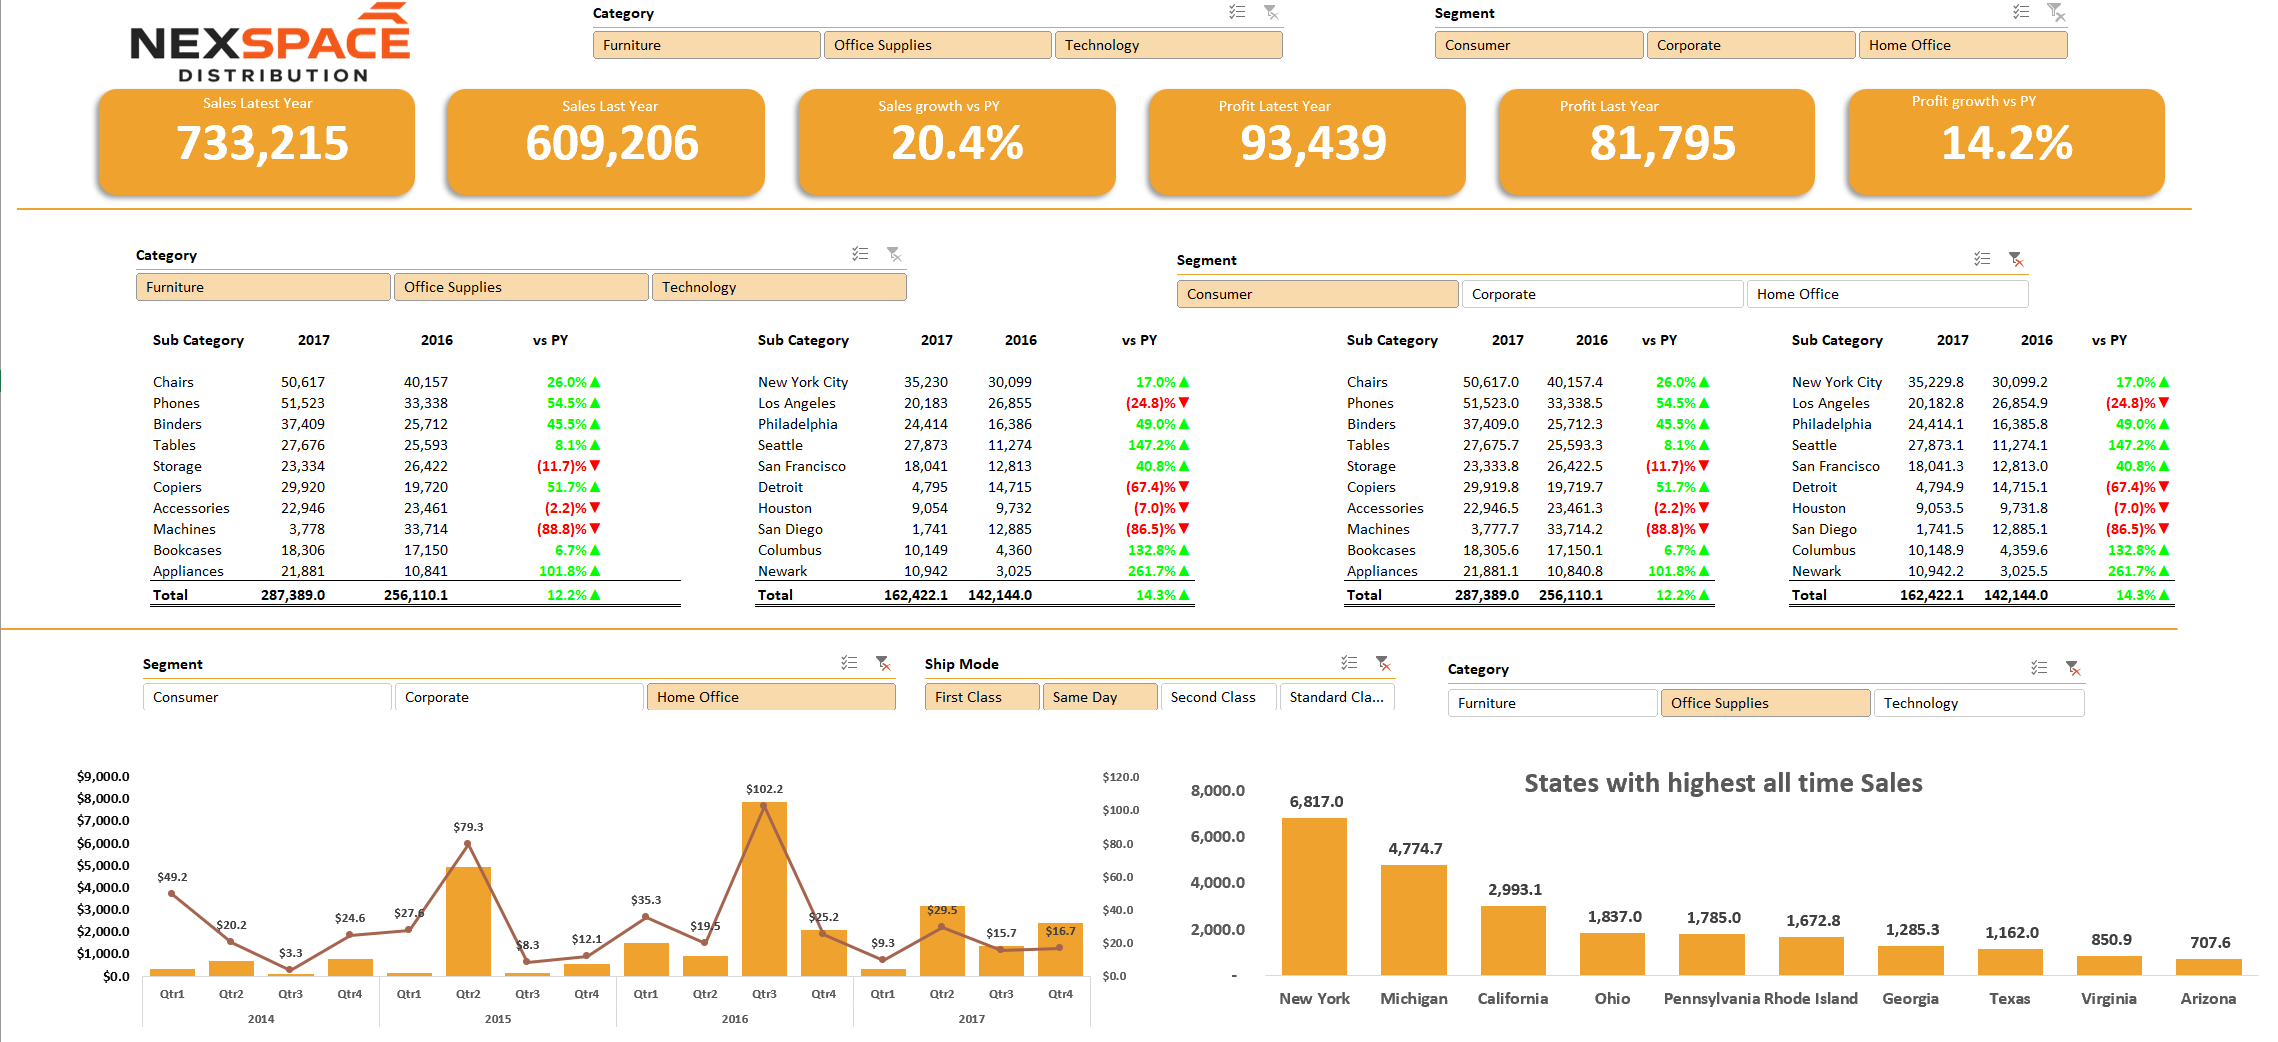 NEXSPACE
DISTRIBUTION
Category
Furniture Office Supplies Technology
Segment
Consumer Corporate Home Office
Sales Latest Year
733,215
Sales Last Year
609,206
Sales growth vs PY
20.4%
Profit Latest Year
93,439
Profit Last Year
81,795
Profit growth vs PY
14.2%
Category
Furniture Office Supplies Technology
Segment
Consumer Corporate Home Office
Sub Category 2017 2016 vs PY
Chairs 50,617 40,157 26.0%▲
Phones 51,523 33,338 54.5%▲
Binders 37,409 25,712 45.5%▲
Tables 27,676 25,593 8.1%▲
Storage 23,334 26,422 (11.7)%▼
Copiers 29,920 19,720 51.7%▲
Accessories 22,946 23,461 (2.2)%▼
Machines 3,778 33,714 (88.8)%▼
Bookcases 18,306 17,150 6.7%▲
Appliances 21,881 10,841 101.8%▲
Total 287,389.0 256,110.1 12.2%▲
Sub Category 2017 2016 vs PY
New York City 35,230 30,099 17.0%▲
Los Angeles 20,183 26,855 (24.8)%▼
Philadelphia 24,414 16,386 49.0%▲
Seattle 27,873 11,274 147.2%▲
San Francisco 18,041 12,813 40.8%▲
Detroit 4,795 14,715 (67.4)%▼
Houston 9,054 9,732 (7.0)%▼
San Diego 1,741 12,885 (86.5)%▼
Columbus 10,149 4,360 132.8%▲
Newark 10,942 3,025 261.7%▲
Total 162,422.1 142,144.0 14.3%▲
Sub Category 2017 2016 vs PY
Chairs 50,617.0 40,157.4 26.0%▲
Phones 51,523.0 33,338.5 54.5%▲
Binders 37,409.0 25,712.3 45.5%▲
Tables 27,675.7 25,593.3 8.1%▲
Storage 23,333.8 26,422.5 (11.7)%▼
Copiers 29,919.8 19,719.7 51.7%▲
Accessories 22,946.5 23,461.3 (2.2)%▼
Machines 3,777.7 33,714.2 (88.8)%▼
Bookcases 18,305.6 17,150.1 6.7%▲
Appliances 21,881.1 10,840.8 101.8%▲
Total 287,389.0 256,110.1 12.2%▲
Sub Category 2017 2016 vs PY
New York City 35,229.8 30,099.2 17.0%▲
Los Angeles 20,182.8 26,854.9 (24.8)%▼
Philadelphia 24,414.1 16,385.8 49.0%▲
Seattle 27,873.1 11,274.1 147.2%▲
San Francisco 18,041.3 12,813.0 40.8%▲
Detroit 4,794.9 14,715.1 (67.4)%▼
Houston 9,053.5 9,731.8 (7.0)%▼
San Diego 1,741.5 12,885.1 (86.5)%▼
Columbus 10,148.9 4,359.6 132.8%▲
Newark 10,942.2 3,025.5 261.7%▲
Total 162,422.1 142,144.0 14.3%▲
Segment
Consumer Corporate Home Office
Ship Mode
First Class Same Day Second Class Standard Cla...
Category
Furniture Office Supplies Technology
$9,000.0
$8,000.0
$7,000.0
$6,000.0
$5,000.0
$4,000.0
$3,000.0
$2,000.0
$1,000.0
$0.0
$49.2 $20.2 $3.3 $24.6 $27.6 $79.3 $8.3 $12.1 $35.3 $19.5 $102.2 $25.2 $9.3 $29.5 $15.7 $16.7
$120.0
$100.0
$80.0
$60.0
$40.0
$20.0
$0.0
Qtr1 Qtr2 Qtr3 Qtr4 Qtr1 Qtr2 Qtr3 Qtr4 Qtr1 Qtr2 Qtr3 Qtr4 Qtr1 Qtr2 Qtr3 Qtr4
2014 2015 2016 2017
States with highest all time Sales
8,000.0
6,000.0
4,000.0
2,000.0
-
6,817.0 4,774.7 2,993.1 1,837.0 1,785.0 1,672.8 1,285.3 1,162.0 850.9 707.6
New York Michigan California Ohio Pennsylvania Rhode Island Georgia Texas Virginia Arizona